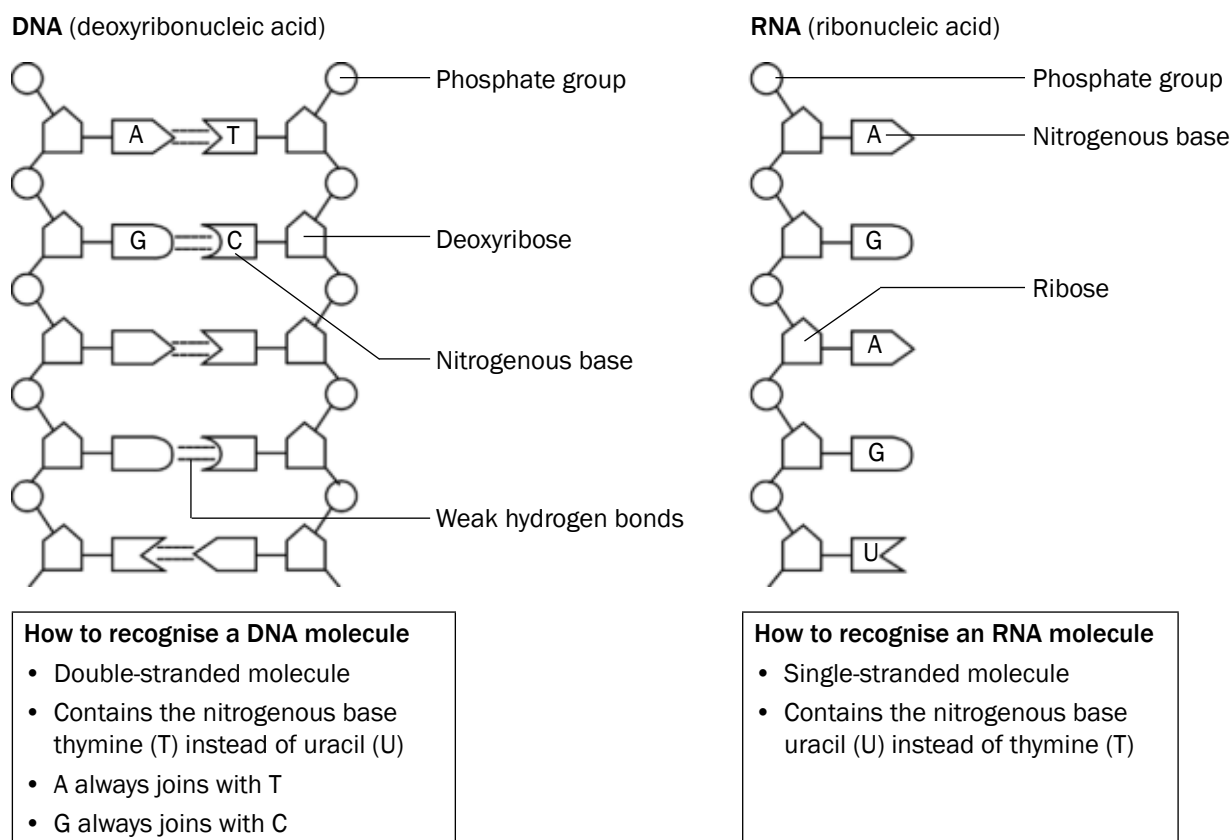 DNA (deoxyribonucleic acid)
Phosphate group
A
T
G
C
Deoxyribose
Nitrogenous base
Weak hydrogen bonds
How to recognise a DNA molecule
• Double-stranded molecule
• Contains the nitrogenous base
thymine (T) instead of uracil (U)
• A always joins with T
• G always joins with C
RNA (ribonucleic acid)
Phosphate group
A
Nitrogenous base
G
Ribose
A
G
U
How to recognise an RNA molecule
• Single-stranded molecule
• Contains the nitrogenous base
uracil (U) instead of thymine (T)